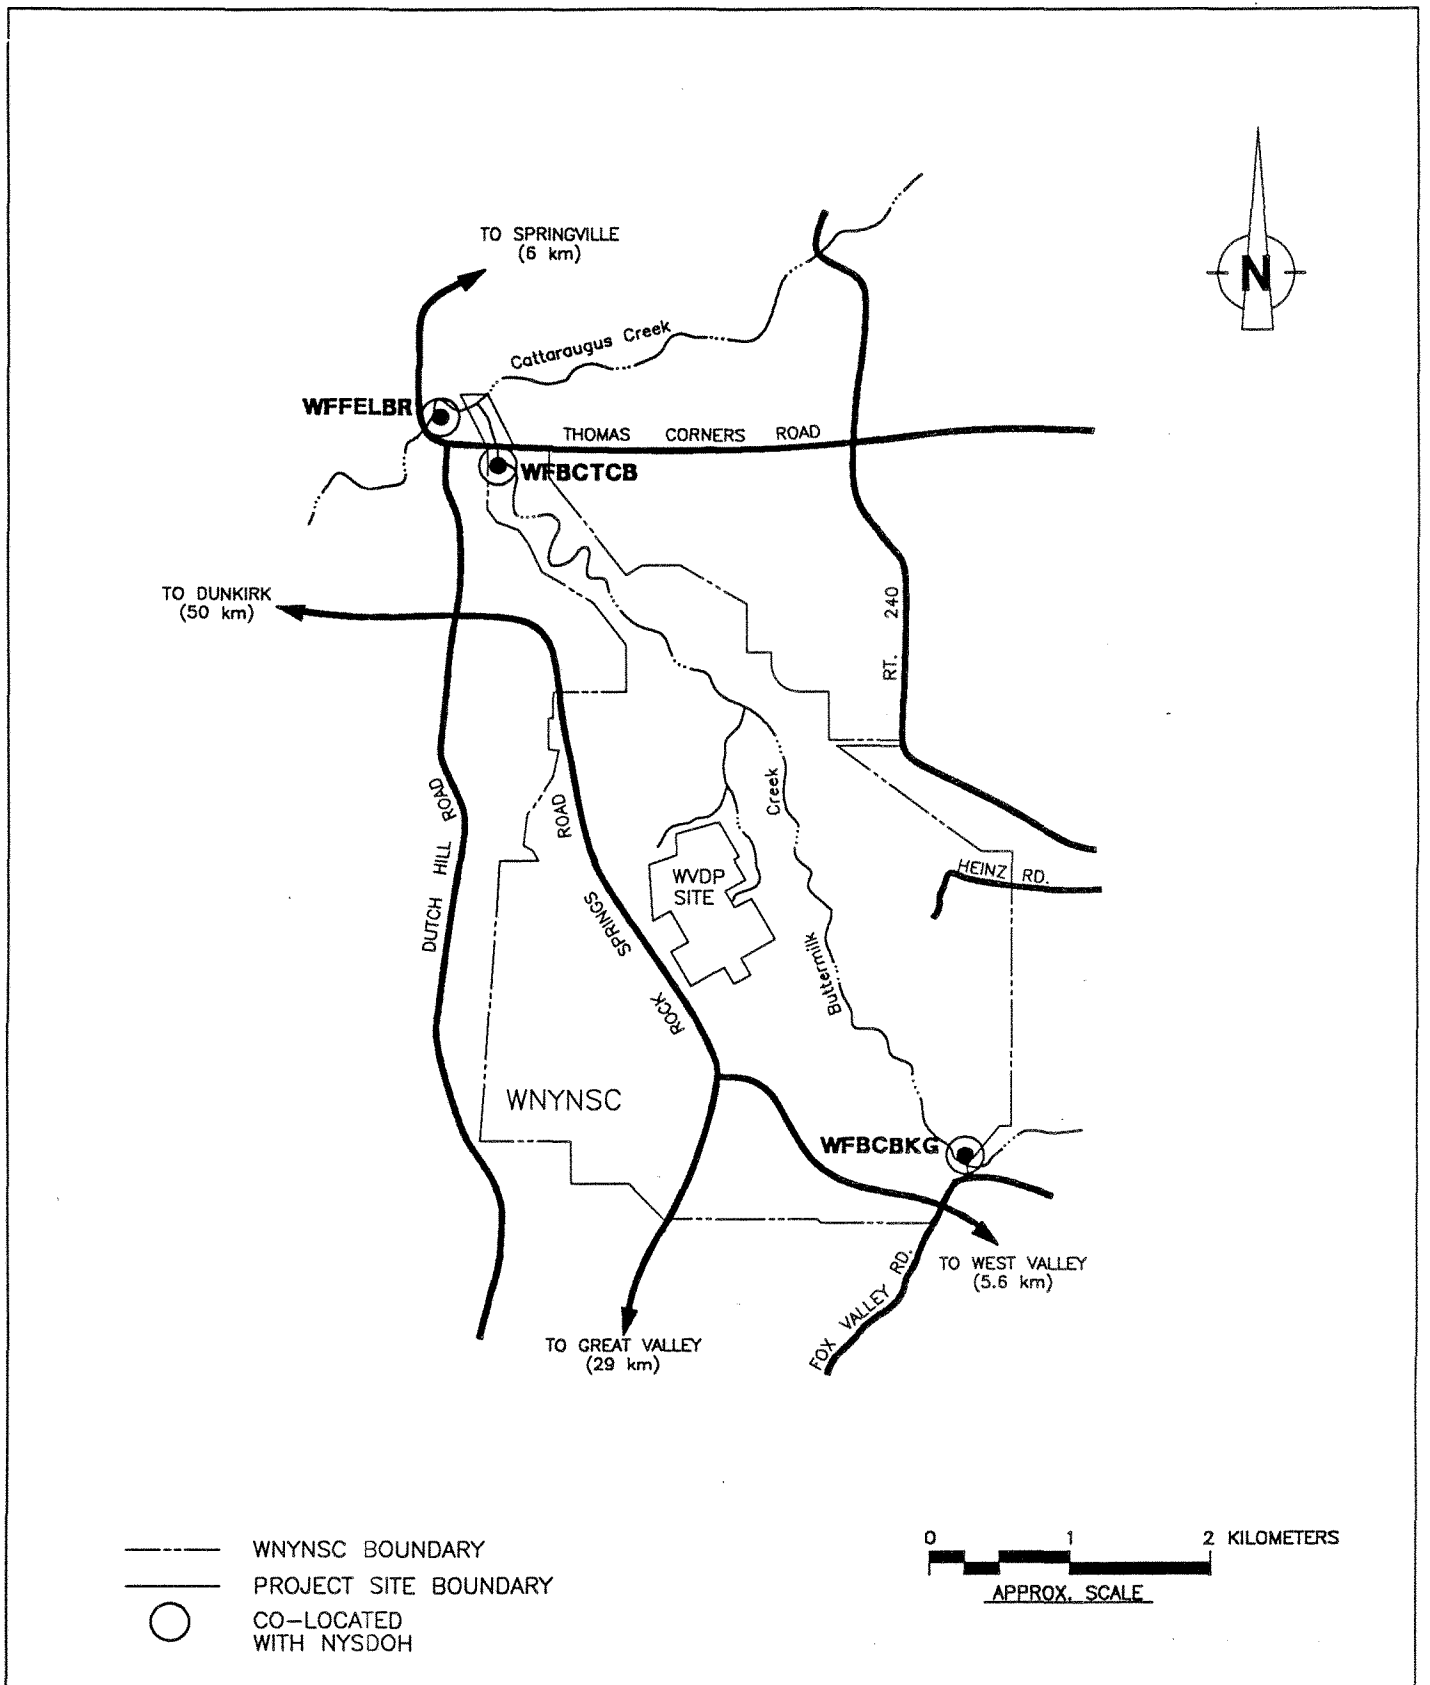 TO SPRINGVILLE
(6 km)
N
Cattaraugus Creek
WFFELBR
THOMAS CORNERS ROAD
WFBCTCB
TO DUNKIRK
(50 km)
RT. 240
DUTCH HILL ROAD
ROCK SPRINGS ROAD
Buttermilk Creek
HEINZ RD.
WVDP
SITE
WNYNSC
WFBCBKG
TO WEST VALLEY
(5.6 km)
FOX VALLEY RD.
TO GREAT VALLEY
(29 km)
WNYNSC BOUNDARY
PROJECT SITE BOUNDARY
CO-LOCATED
WITH NYSDOH
0 1 2 KILOMETERS
APPROX. SCALE